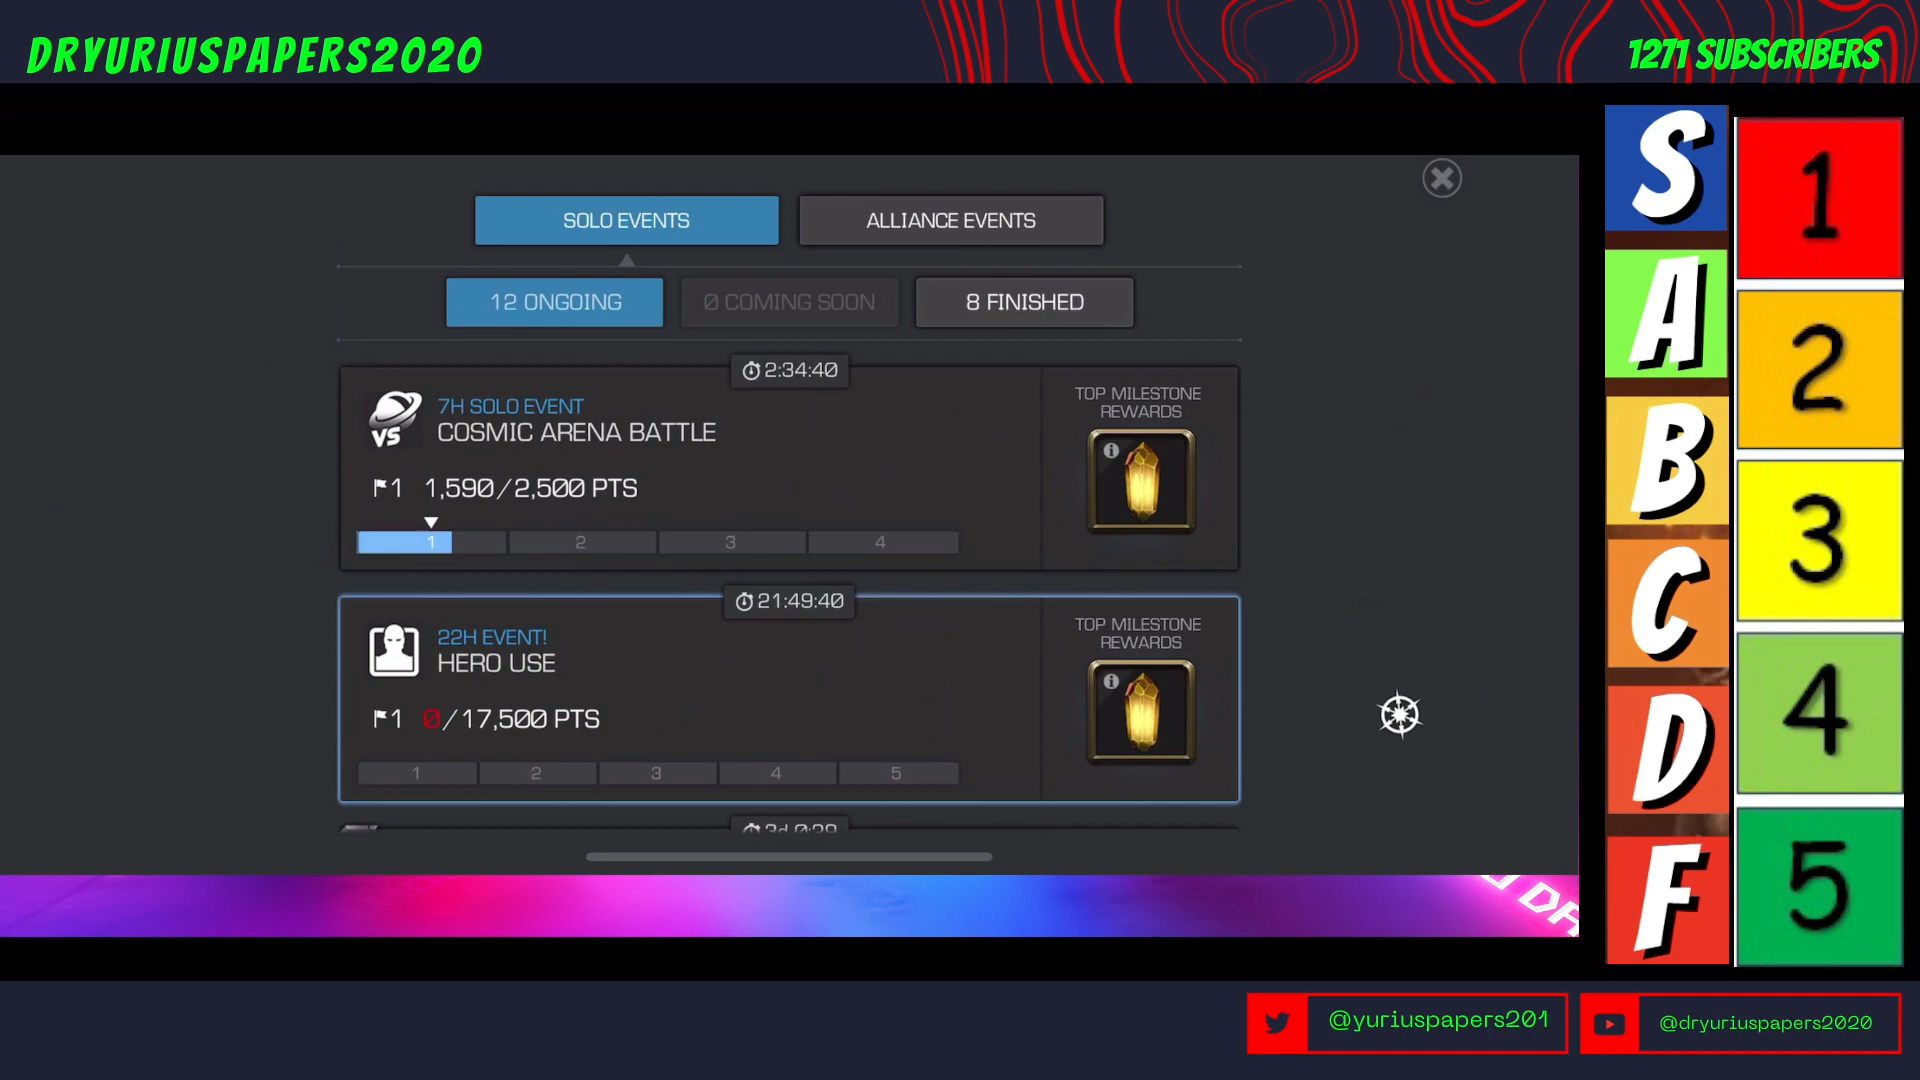 DRYURIUSPAPERS2020
1271 SUBSCRIBERS
SOLO EVENTS
ALLIANCE EVENTS
12 ONGOING
0 COMING SOON
8 FINISHED
2:34:40
7H SOLO EVENT
COSMIC ARENA BATTLE
VS
1 1,590/2,500 PTS
1 2 3 4
TOP MILESTONE
REWARDS
21:49:40
22H EVENT!
HERO USE
1 0/17,500 PTS
1 2 3 4 5
TOP MILESTONE
REWARDS
S
A
B
C
D
F
1
2
3
4
5
@yuriuspapers201
@dryuriuspapers2020